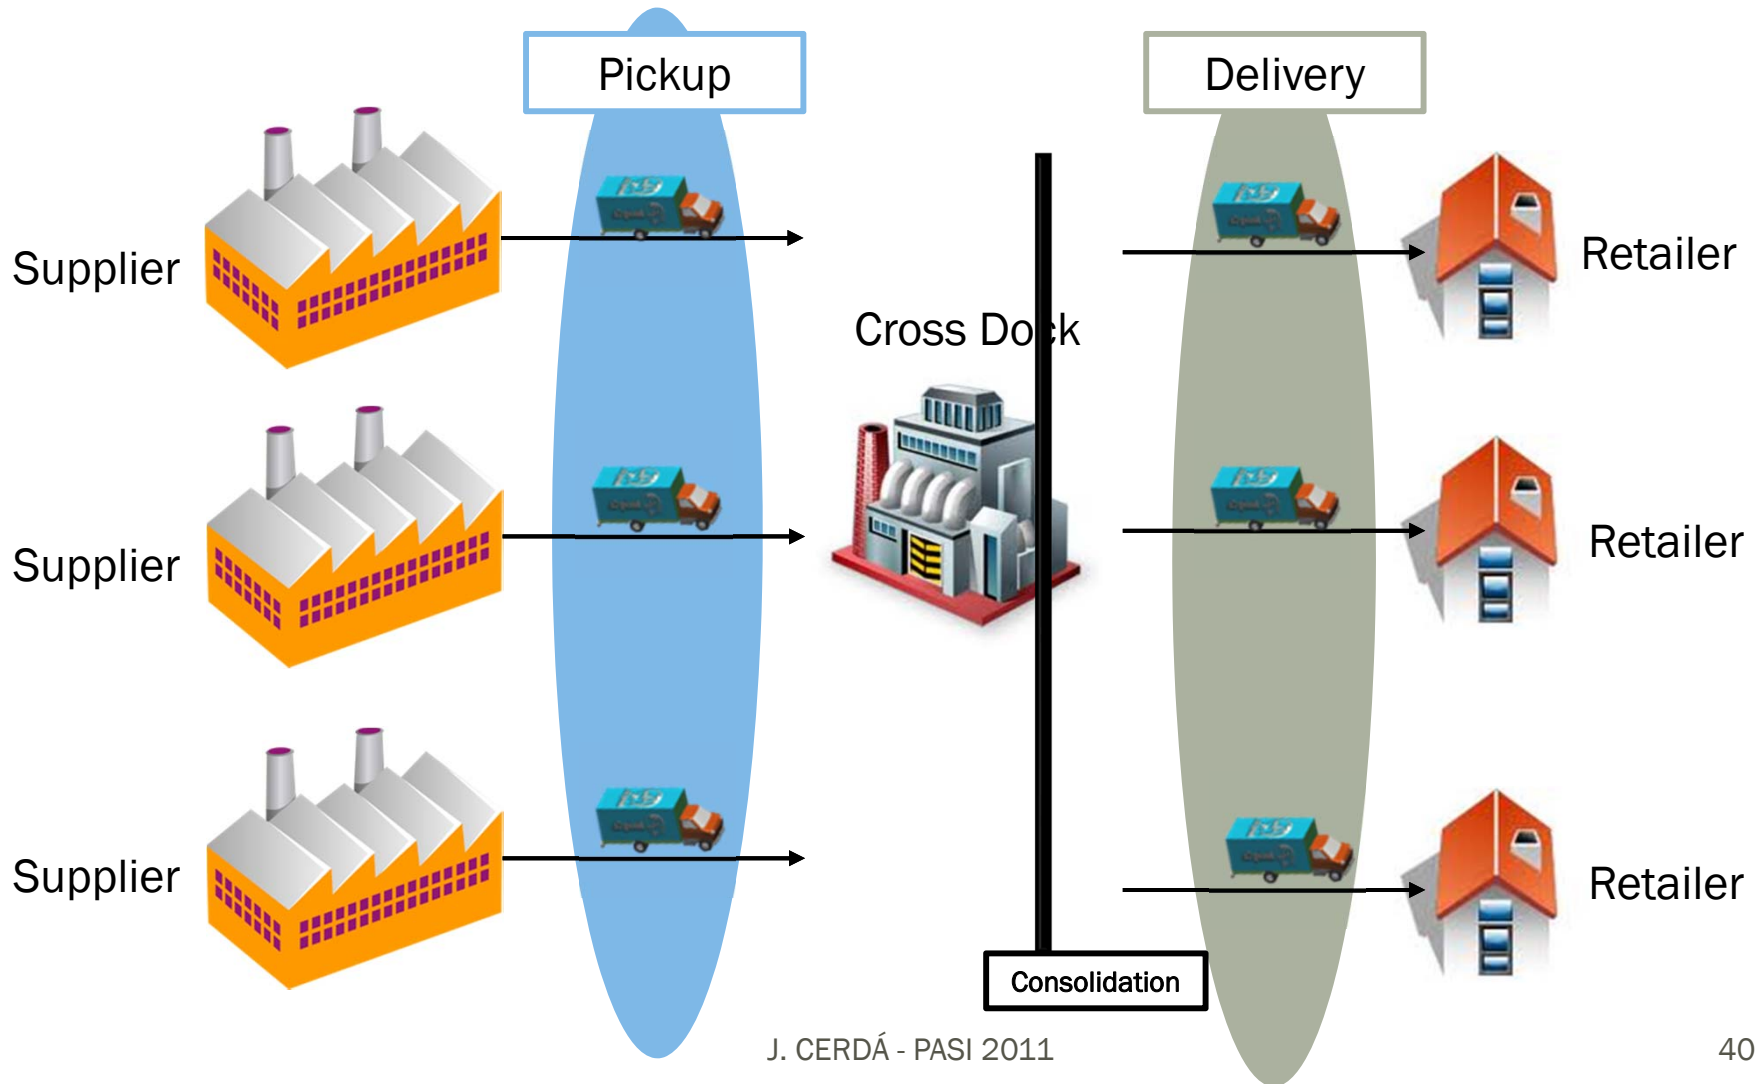 Pickup
Delivery
Supplier
Retailer
Cross Dock
Supplier
Retailer
Supplier
Retailer
Consolidation
J. CERDÁ - PASI 2011
40